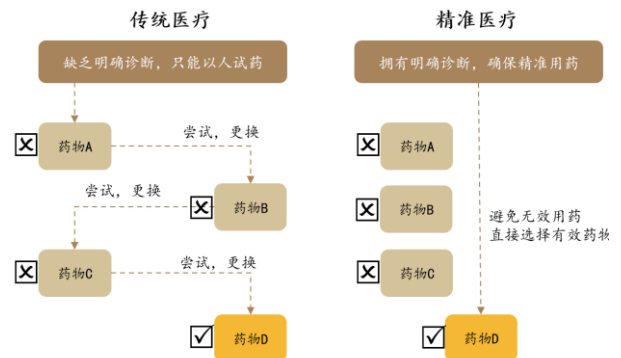 传统医疗
缺乏明确诊断，只能以人试药
药物A
尝试，更换
药物B
尝试，更换
药物C
尝试，更换
药物D
精准医疗
拥有明确诊断，确保精准用药
药物A
药物B
药物C
避免无效用药
直接选择有效药物
药物D